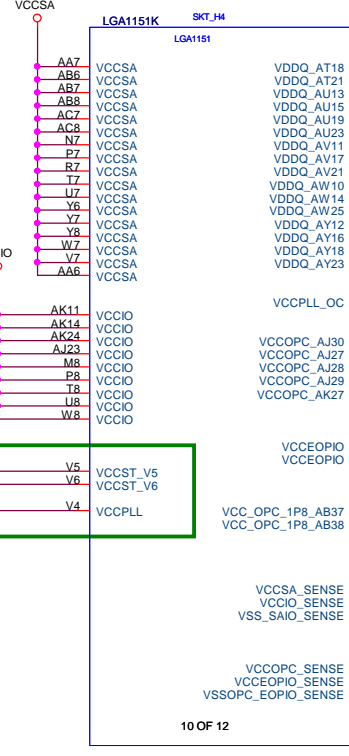 VCCSA
LGA1151K SKT_H4
LGA1151
AA7 VCCSA VDDQ_AT18
AB6 VCCSA VDDQ_AT21
AB7 VCCSA VDDQ_AU13
AB8 VCCSA VDDQ_AU15
AC7 VCCSA VDDQ_AU19
AC8 VCCSA VDDQ_AU23
N7 VCCSA VDDQ_AV11
P7 VCCSA VDDQ_AV17
R7 VCCSA VDDQ_AV21
T7 VCCSA VDDQ_AW10
U7 VCCSA VDDQ_AW14
Y6 VCCSA VDDQ_AW25
Y7 VCCSA VDDQ_AY12
Y8 VCCSA VDDQ_AY16
W7 VCCSA VDDQ_AY18
IO
V7 VCCSA VDDQ_AY23
AA6 VCCSA
VCCPLL_OC
AK11 VCCIO
AK14 VCCIO
AK24 VCCIO VCCOPC_AJ30
AJ23 VCCIO VCCOPC_AJ27
M8 VCCIO VCCOPC_AJ28
P8 VCCIO VCCOPC_AJ29
T8 VCCIO VCCOPC_AK27
U8 VCCIO
W8 VCCIO
VCCEOPIO
VCCEOPIO
V5 VCCST_V5
V6 VCCST_V6
V4 VCCPLL VCC_OPC_1P8_AB37
VCC_OPC_1P8_AB38
VCCSA_SENSE
VCCIO_SENSE
VSS_SAIO_SENSE
VCCOPC_SENSE
VCCEOPIO_SENSE
VSSOPC_EOPIO_SENSE
10 OF 12